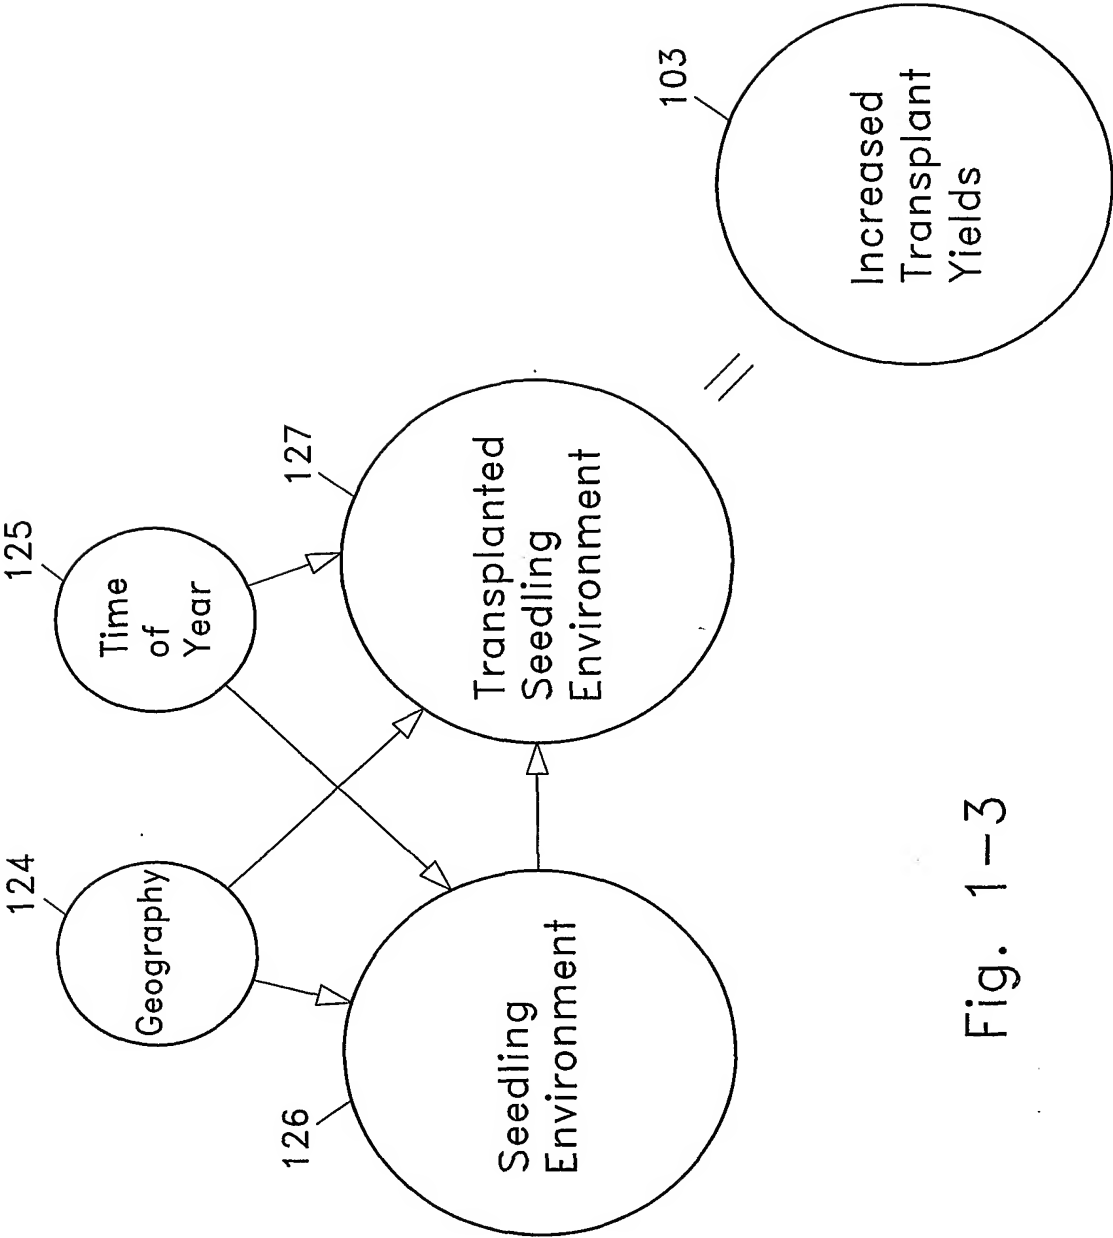 124
125
Geography
Time
of
Year
126
127
Seedling
Environment
Transplanted
Seedling
Environment
103
Increased
Transplant
Yields
Fig. 1-3